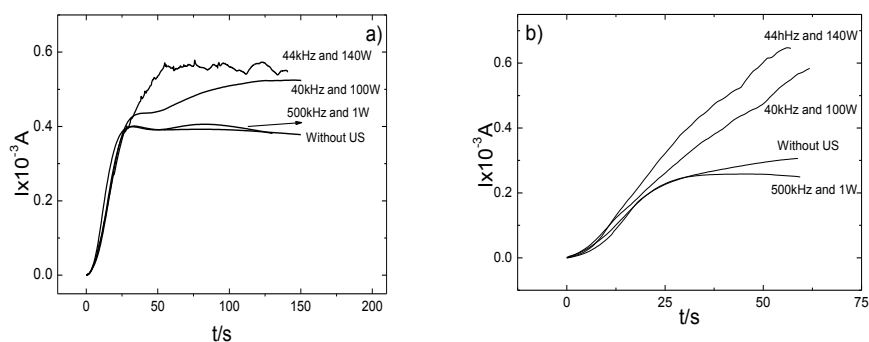 a)
44kHz and 140W
40kHz and 100W
500kHz and 1W
Without US
0.6
0.4
0.2
0.0
Ix10⁻³A
0
50
100
150
200
t/s
b)
44hHz and 140W
40kHz and 100W
Without US
500kHz and 1W
0.6
0.4
0.2
0.0
Ix10⁻³A
0
25
50
75
t/s